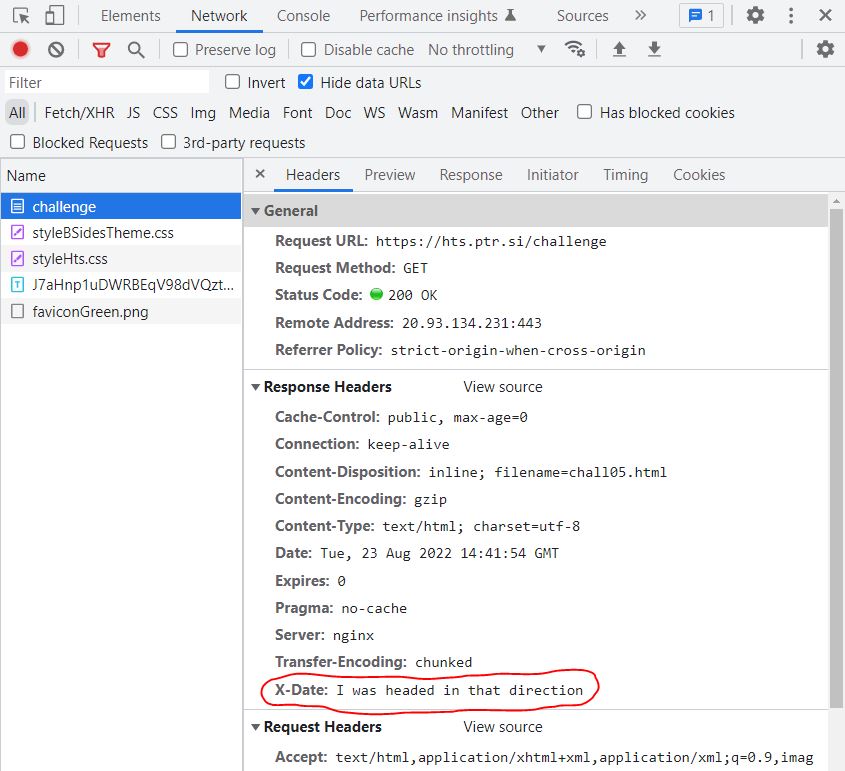 Elements Network Console Performance insights Sources » 1
Preserve log Disable cache No throttling
Filter Invert Hide data URLs
All Fetch/XHR JS CSS Img Media Font Doc WS Wasm Manifest Other Has blocked cookies
Blocked Requests 3rd-party requests
Name
challenge
styleBSidesTheme.css
styleHts.css
J7aHnp1uDWRBEqV98dVQzt...
faviconGreen.png
Headers Preview Response Initiator Timing Cookies
General
Request URL: https://hts.ptr.si/challenge
Request Method: GET
Status Code: 200 OK
Remote Address: 20.93.134.231:443
Referrer Policy: strict-origin-when-cross-origin
Response Headers View source
Cache-Control: public, max-age=0
Connection: keep-alive
Content-Disposition: inline; filename=chall05.html
Content-Encoding: gzip
Content-Type: text/html; charset=utf-8
Date: Tue, 23 Aug 2022 14:41:54 GMT
Expires: 0
Pragma: no-cache
Server: nginx
Transfer-Encoding: chunked
X-Date: I was headed in that direction
Request Headers View source
Accept: text/html,application/xhtml+xml,application/xml;q=0.9,imag